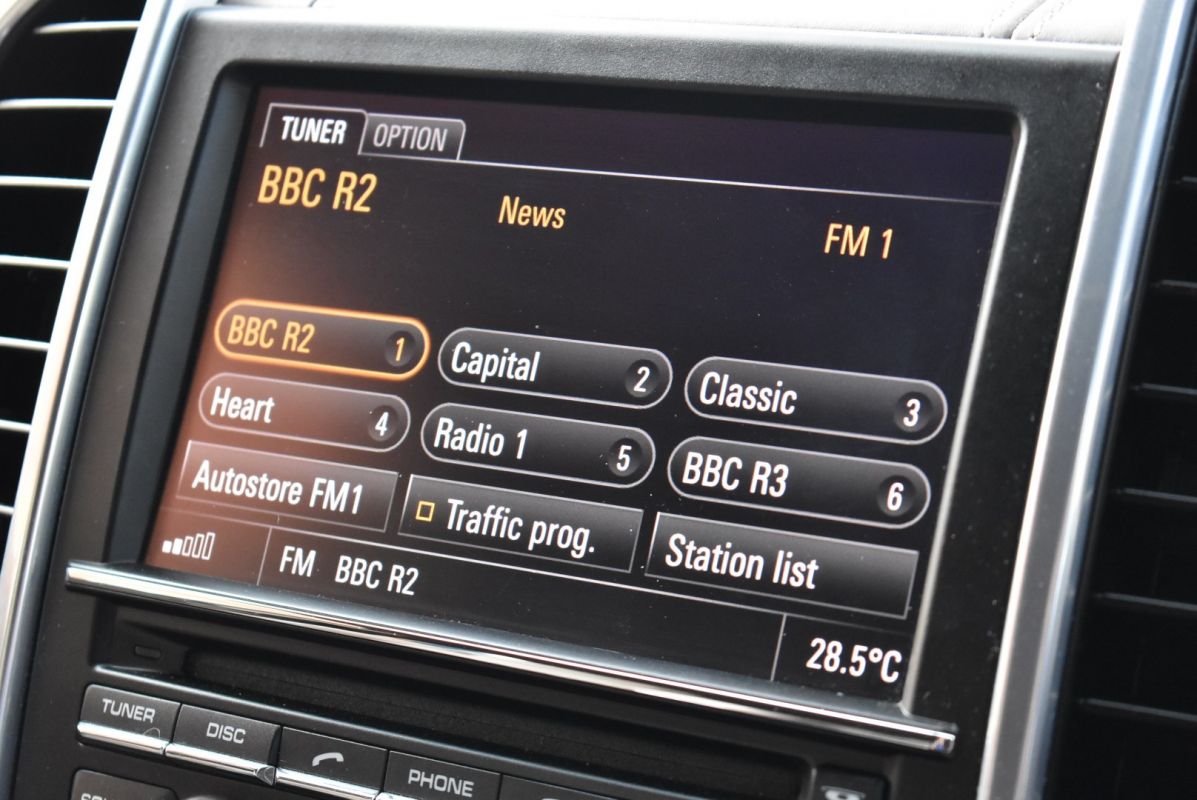 TUNER OPTION
BBC R2 News FM 1
BBC R2 1 Capital 2 Classic 3
Heart 4 Radio 1 5 BBC R3 6
Autostore FM1 Traffic prog. Station list
FM BBC R2
28.5°C
TUNER DISC PHONE